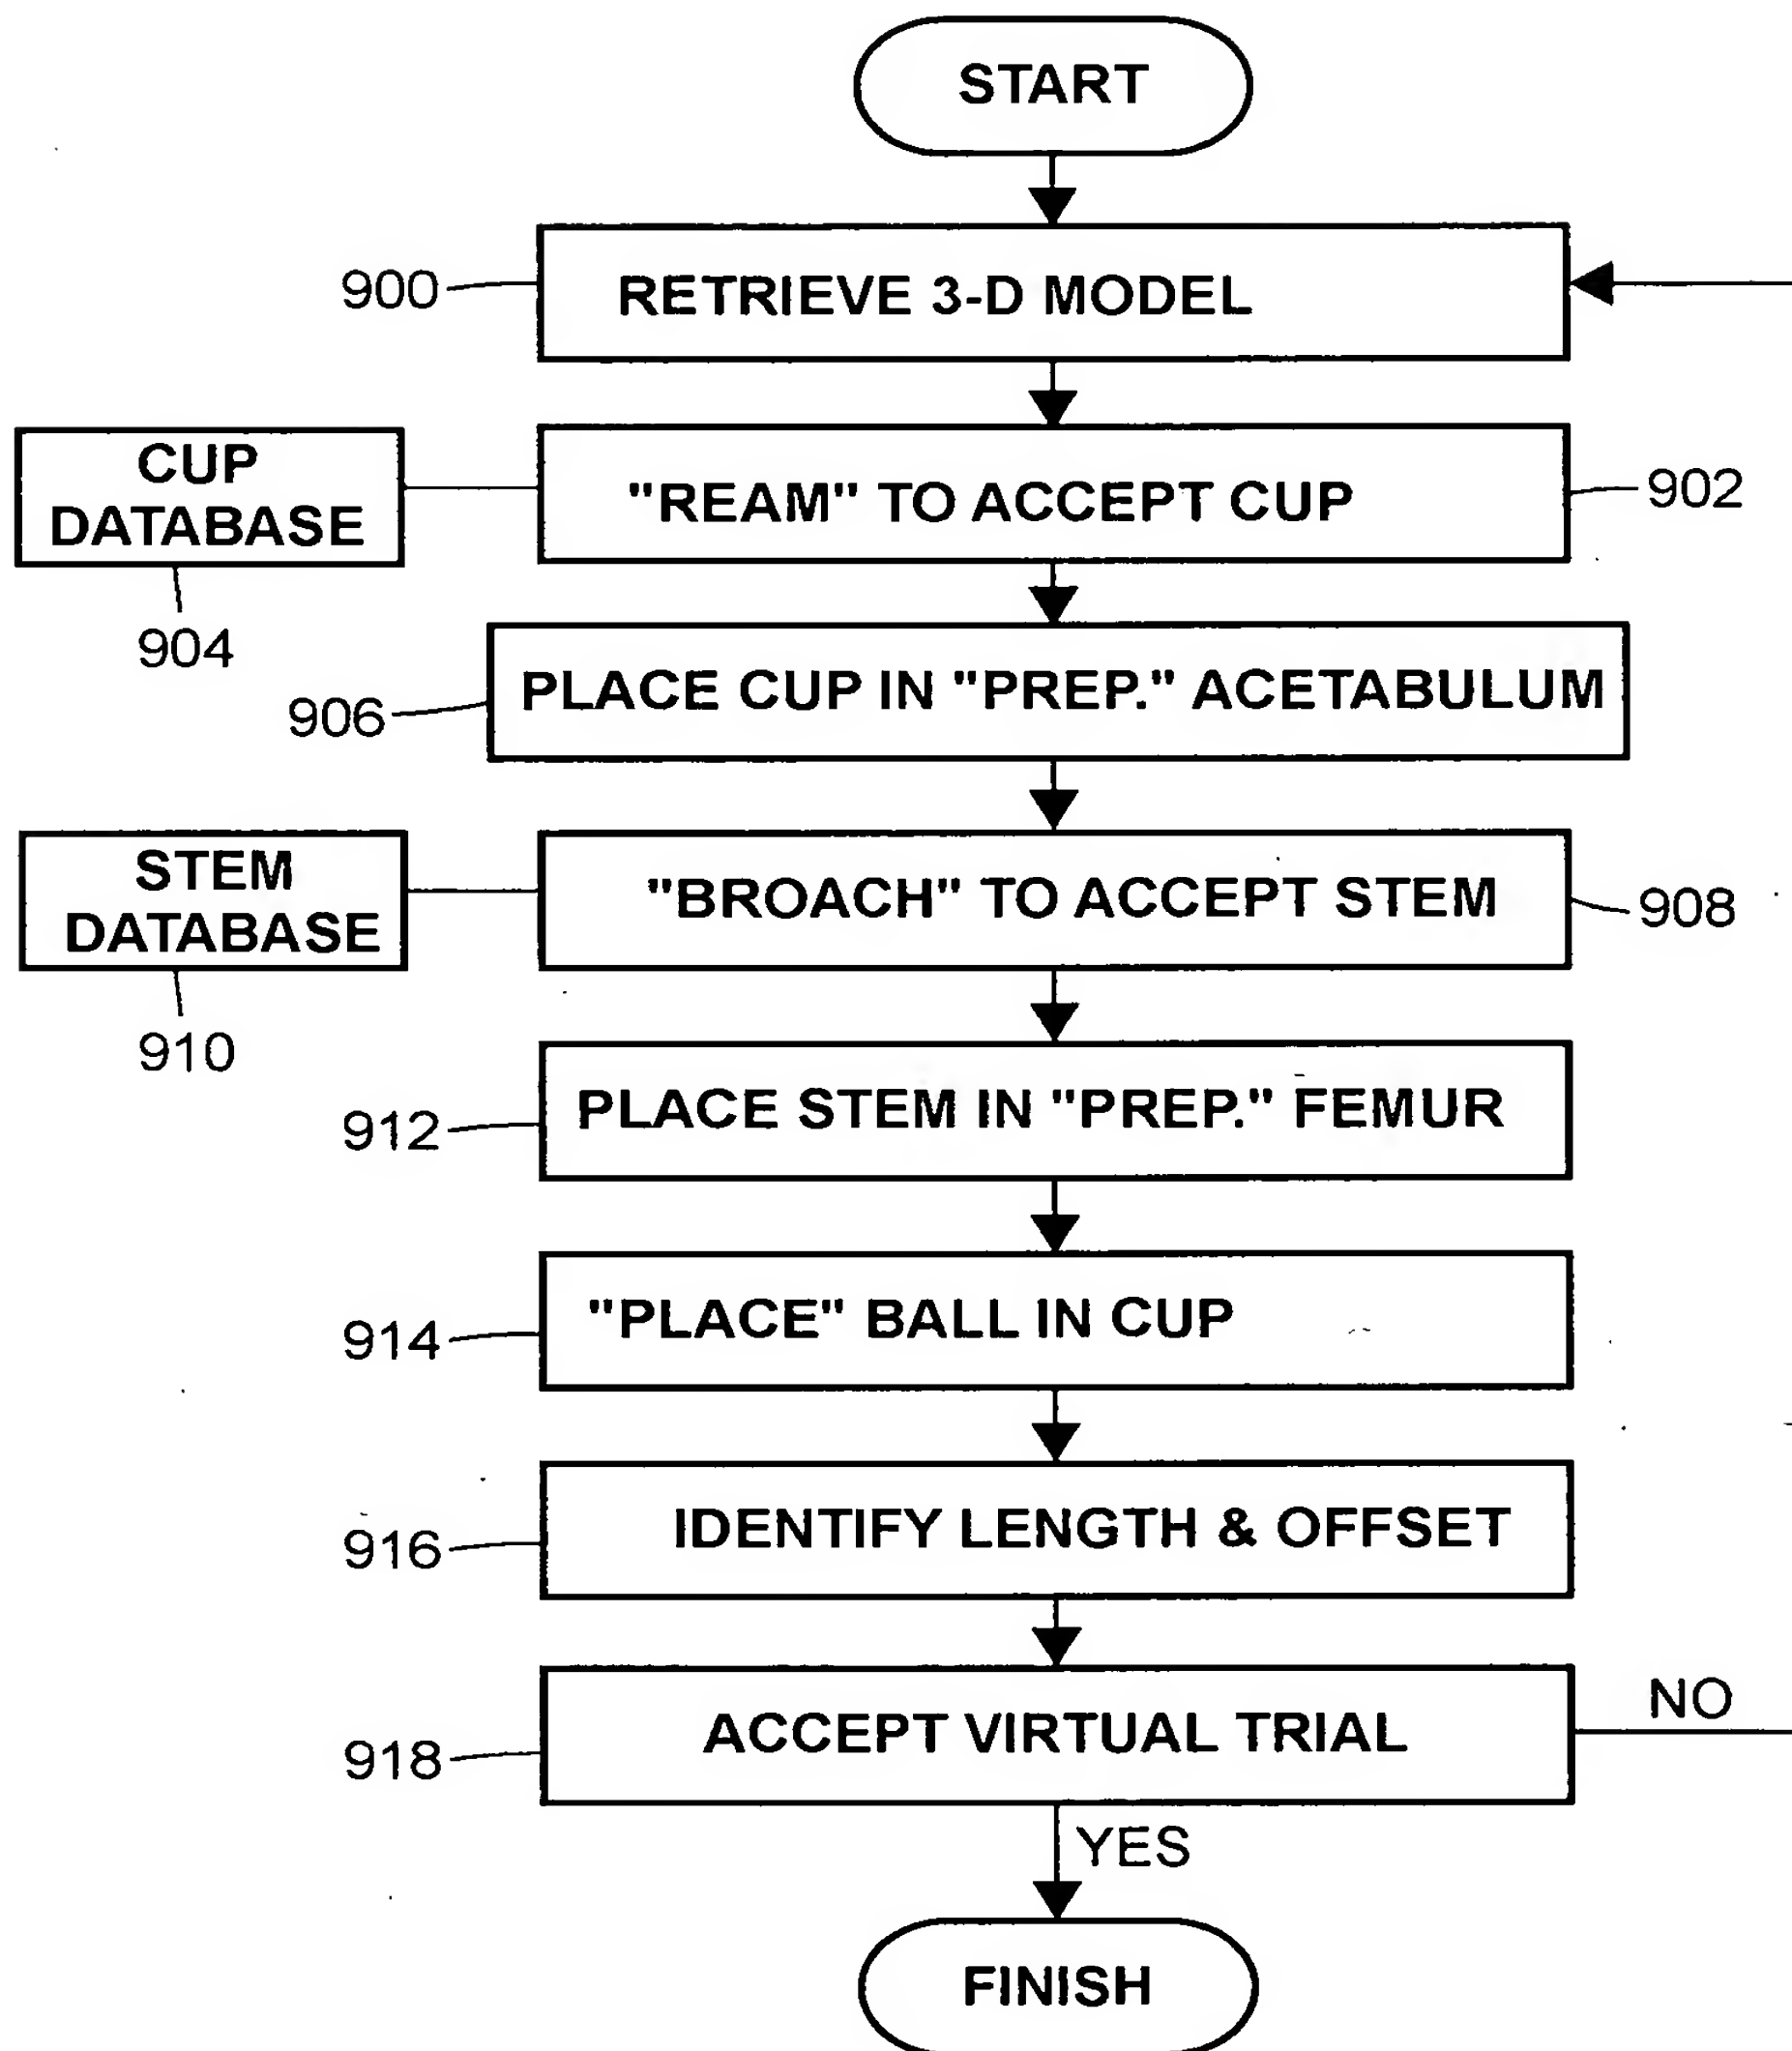 START
900
RETRIEVE 3-D MODEL
CUP
DATABASE
"REAM" TO ACCEPT CUP
902
904
906
PLACE CUP IN "PREP." ACETABULUM
STEM
DATABASE
"BROACH" TO ACCEPT STEM
908
910
912
PLACE STEM IN "PREP." FEMUR
914
"PLACE" BALL IN CUP
916
IDENTIFY LENGTH & OFFSET
918
ACCEPT VIRTUAL TRIAL
NO
YES
FINISH